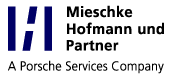 Mieschke
Hofmann und
Partner
A Porsche Services Company